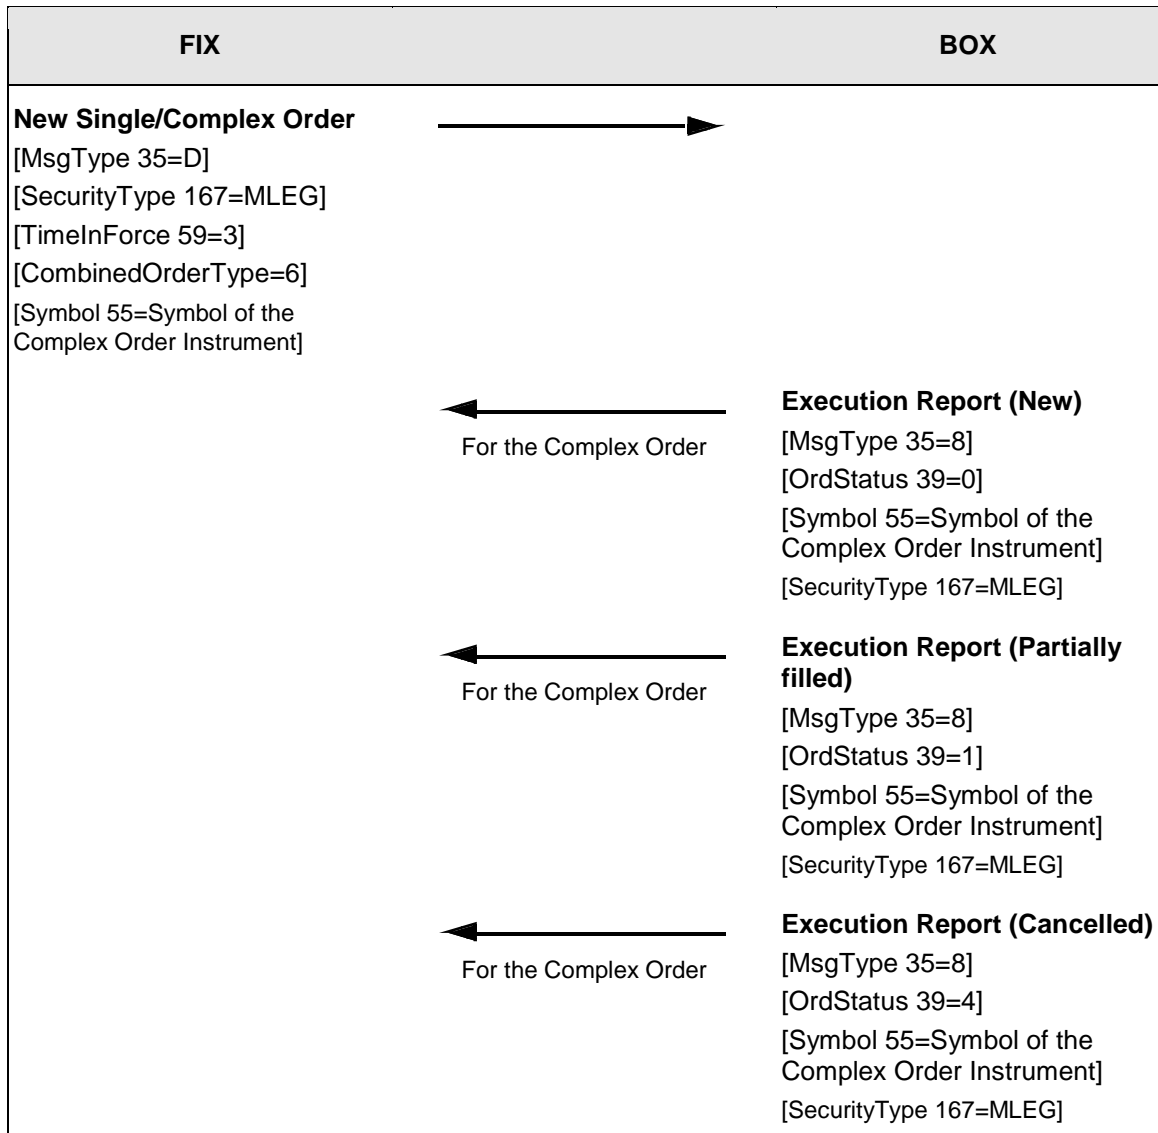 FIX
BOX
New Single/Complex Order
[MsgType 35=D]
[SecurityType 167=MLEG]
[TimeInForce 59=3]
[CombinedOrderType=6]
[Symbol 55=Symbol of the
Complex Order Instrument]
For the Complex Order
Execution Report (New)
[MsgType 35=8]
[OrdStatus 39=0]
[Symbol 55=Symbol of the
Complex Order Instrument]
[SecurityType 167=MLEG]
For the Complex Order
Execution Report (Partially
filled)
[MsgType 35=8]
[OrdStatus 39=1]
[Symbol 55=Symbol of the
Complex Order Instrument]
[SecurityType 167=MLEG]
For the Complex Order
Execution Report (Cancelled)
[MsgType 35=8]
[OrdStatus 39=4]
[Symbol 55=Symbol of the
Complex Order Instrument]
[SecurityType 167=MLEG]